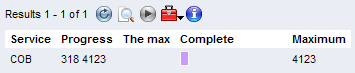 Results 1 - 1 of 1
Service Progress The max Complete Maximum
COB 318 4123 4123